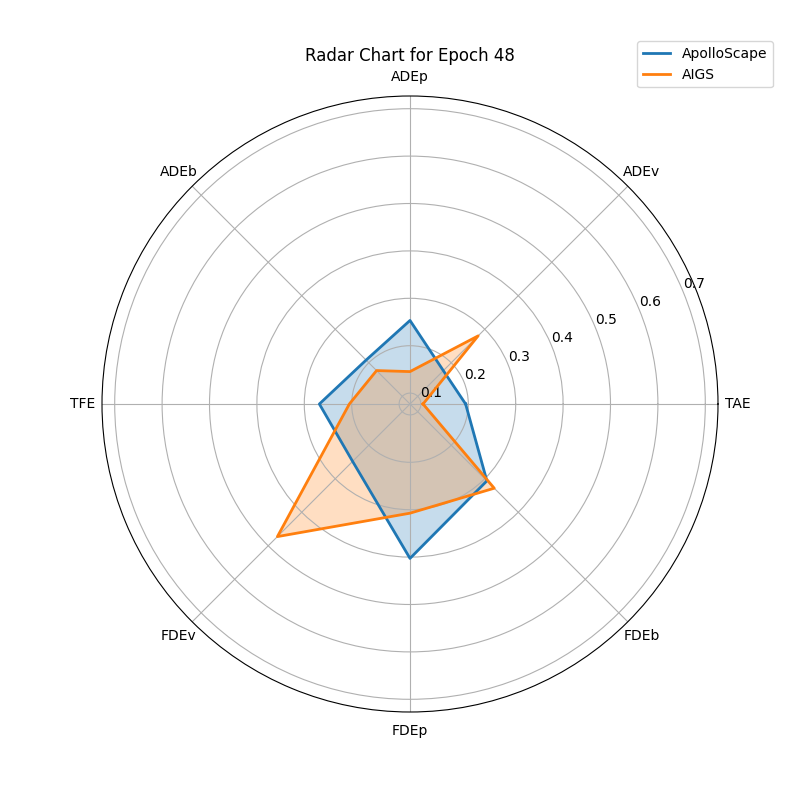 Radar Chart for Epoch 48
ApolloScape
AIGS
ADEp
ADEb
ADEv
0.7
0.6
0.5
0.4
0.3
0.2
0.1
TFE
TAE
FDEv
FDEb
FDEp